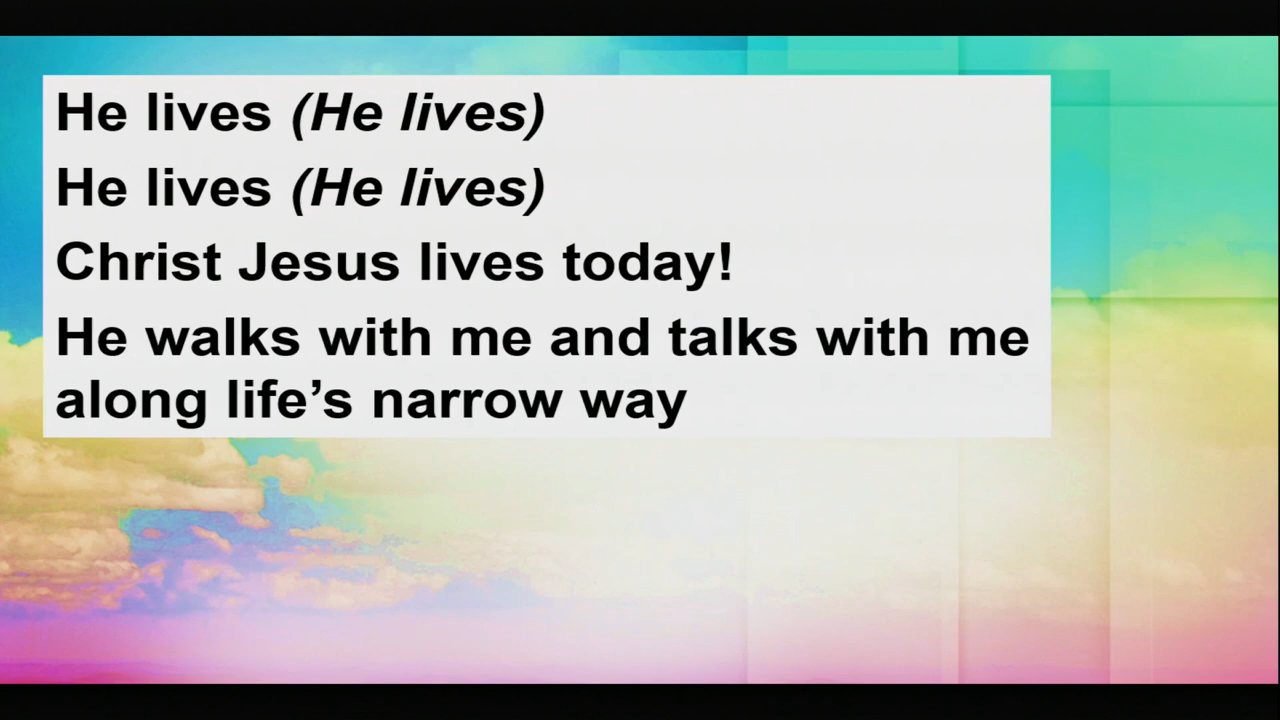 He lives (He lives)
He lives (He lives)
Christ Jesus lives today!
He walks with me and talks with me
along life’s narrow way